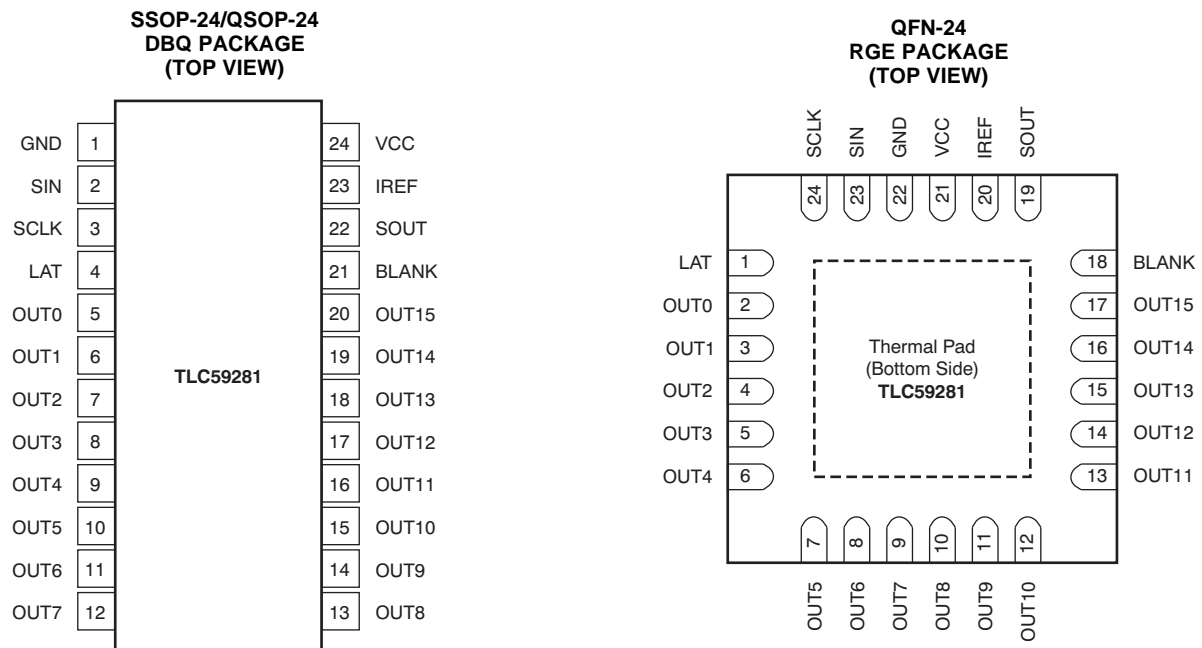 SSOP-24/QSOP-24
DBQ PACKAGE
(TOP VIEW)
GND 1 24 VCC
SIN 2 23 IREF
SCLK 3 22 SOUT
LAT 4 21 BLANK
OUT0 5 20 OUT15
OUT1 6 19 OUT14
TLC59281
OUT2 7 18 OUT13
OUT3 8 17 OUT12
OUT4 9 16 OUT11
OUT5 10 15 OUT10
OUT6 11 14 OUT9
OUT7 12 13 OUT8
QFN-24
RGE PACKAGE
(TOP VIEW)
SCLK SIN GND VCC IREF SOUT
24 23 22 21 20 19
LAT 1 18 BLANK
OUT0 2 17 OUT15
OUT1 3 16 OUT14
Thermal Pad
(Bottom Side)
TLC59281
OUT2 4 15 OUT13
OUT3 5 14 OUT12
OUT4 6 13 OUT11
7 8 9 10 11 12
OUT5 OUT6 OUT7 OUT8 OUT9 OUT10